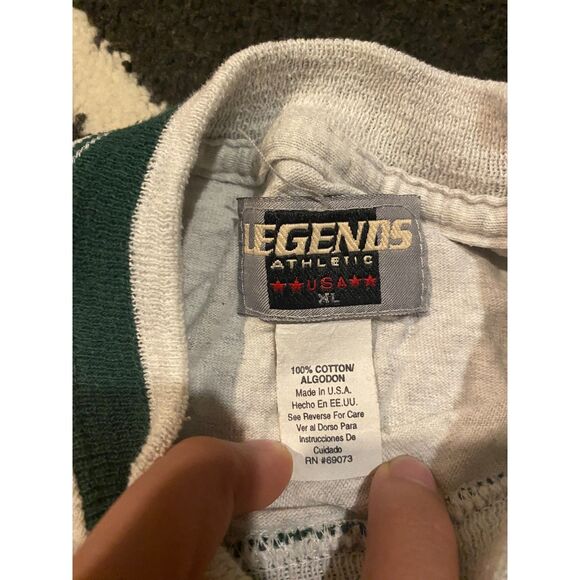 LEGENDS
ATHLETIC
★★USA★★
XL
100% COTTON/
ALGODON
Made in U.S.A.
Hecho En EE.UU.
See Reverse For Care
Ver al Dorso Para
Instrucciones De
Cuidado
RN #69073